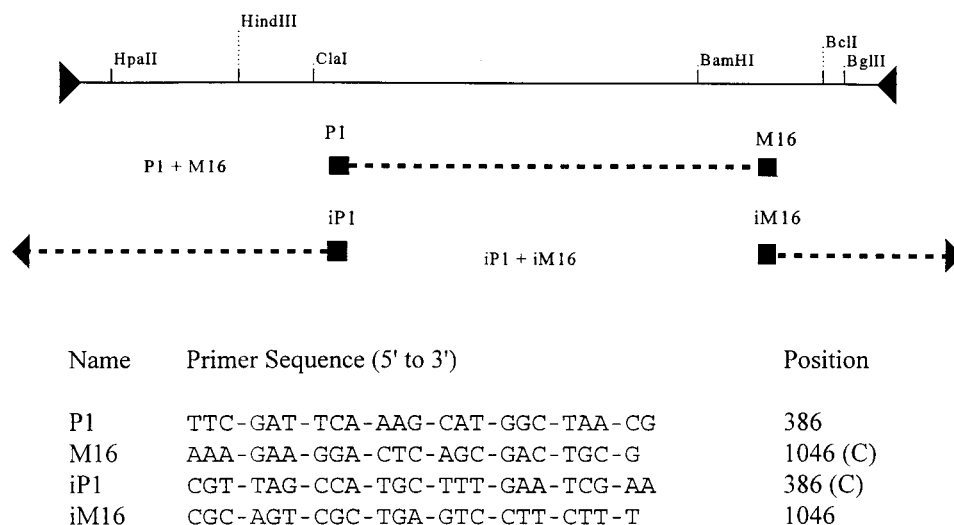 HindIII
BclI
HpaII ClaI BamHI BglII
P1 M16
P1 + M16
iP1 iM16
iP1 + iM16
Name Primer Sequence (5' to 3') Position
P1 TTC-GAT-TCA-AAG-CAT-GGC-TAA-CG 386
M16 AAA-GAA-GGA-CTC-AGC-GAC-TGC-G 1046 (C)
iP1 CGT-TAG-CCA-TGC-TTT-GAA-TCG-AA 386 (C)
iM16 CGC-AGT-CGC-TGA-GTC-CTT-CTT-T 1046